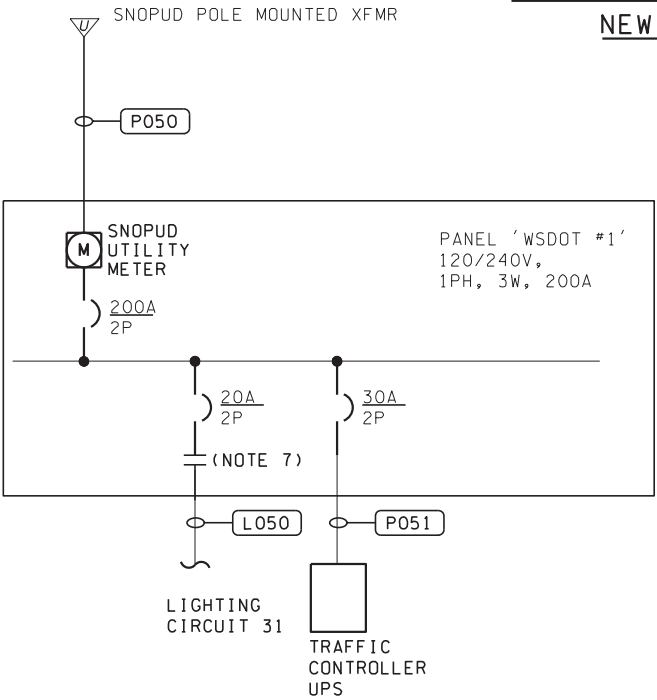 SNOPUD POLE MOUNTED XFMR
NEW
U
P050
SNOPUD
UTILITY
METER
M
PANEL 'WSDOT #1'
120/240V,
1PH, 3W, 200A
200A
2P
20A
2P
30A
2P
(NOTE 7)
L050
P051
LIGHTING
CIRCUIT 31
TRAFFIC
CONTROLLER
UPS